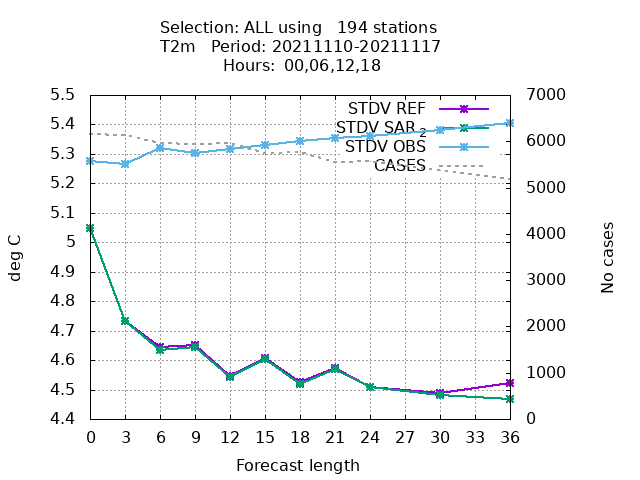 Selection: ALL using   194 stations
T2m   Period: 20211110-20211117
Hours:  00,06,12,18
5.5
5.4
5.3
5.2
5.1
5
4.9
4.8
4.7
4.6
4.5
4.4
7000
6000
5000
4000
3000
2000
1000
0
STDV REF
STDV SAR 2
STDV OBS
CASES
deg C
No cases
0 3 6 9 12 15 18 21 24 27 30 33 36
Forecast length